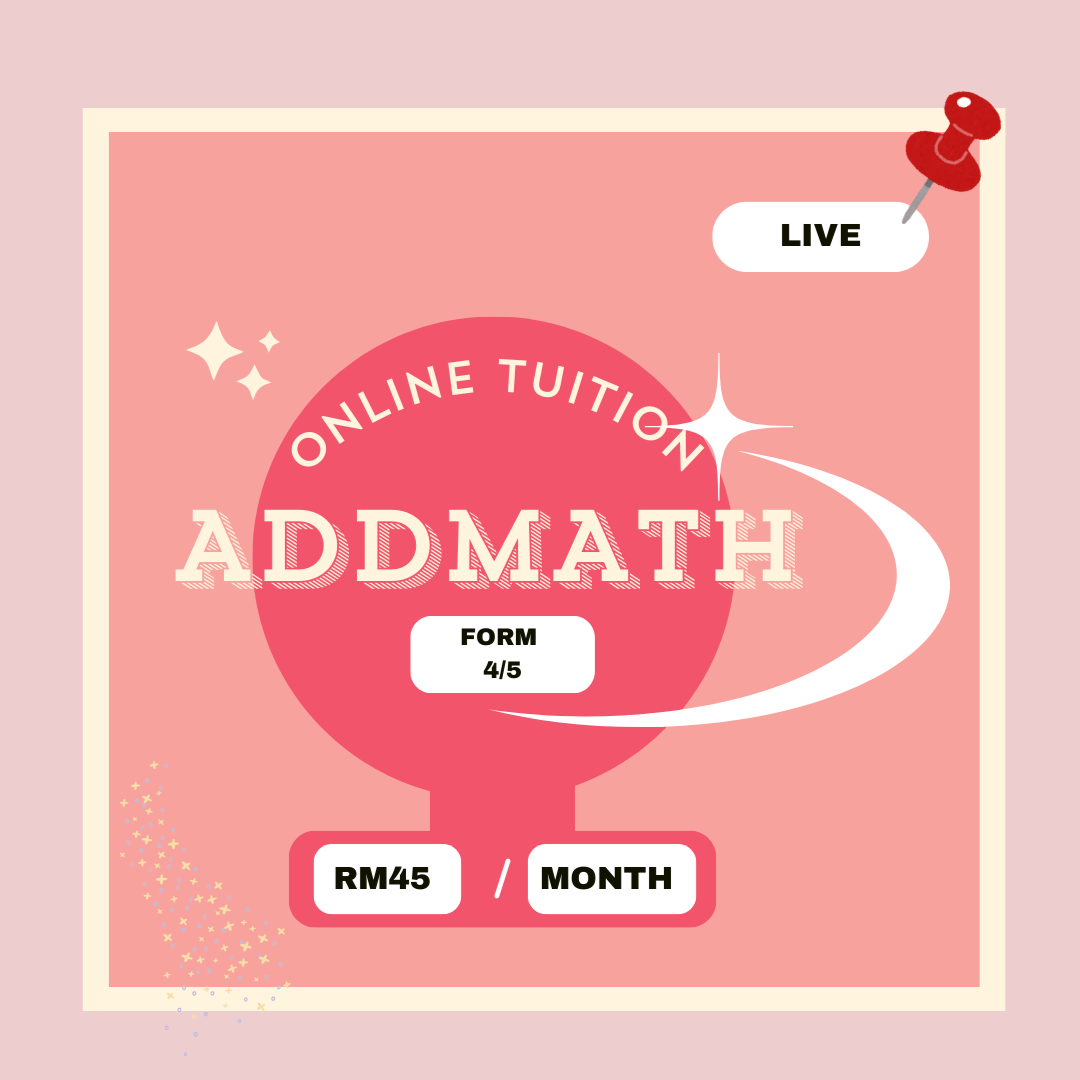 LIVE
ONLINE TUITION
ADDMATH
FORM
4/5
RM45 / MONTH